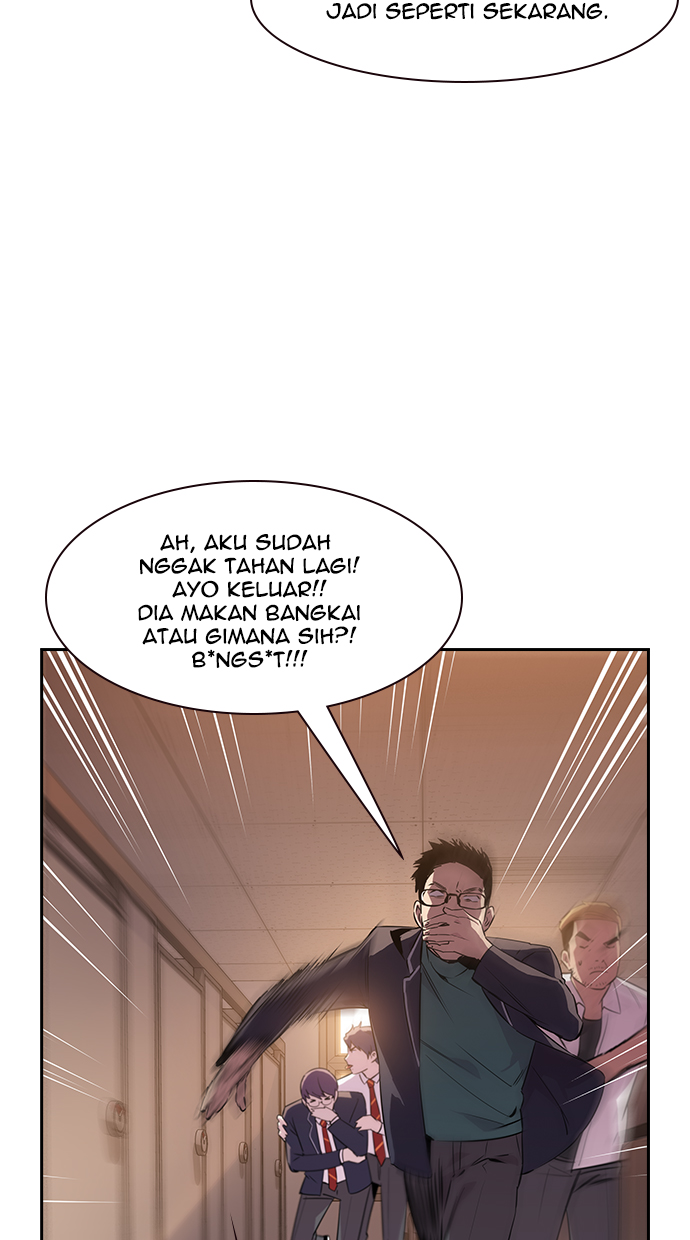 JADI SEPERTI SEKARANG.
AH, AKU SUDAH
NGGAK TAHAN LAGI!
AYO KELUAR!!
DIA MAKAN BANGKAI
ATAU GIMANA SIH?!
B*NGS*T!!!